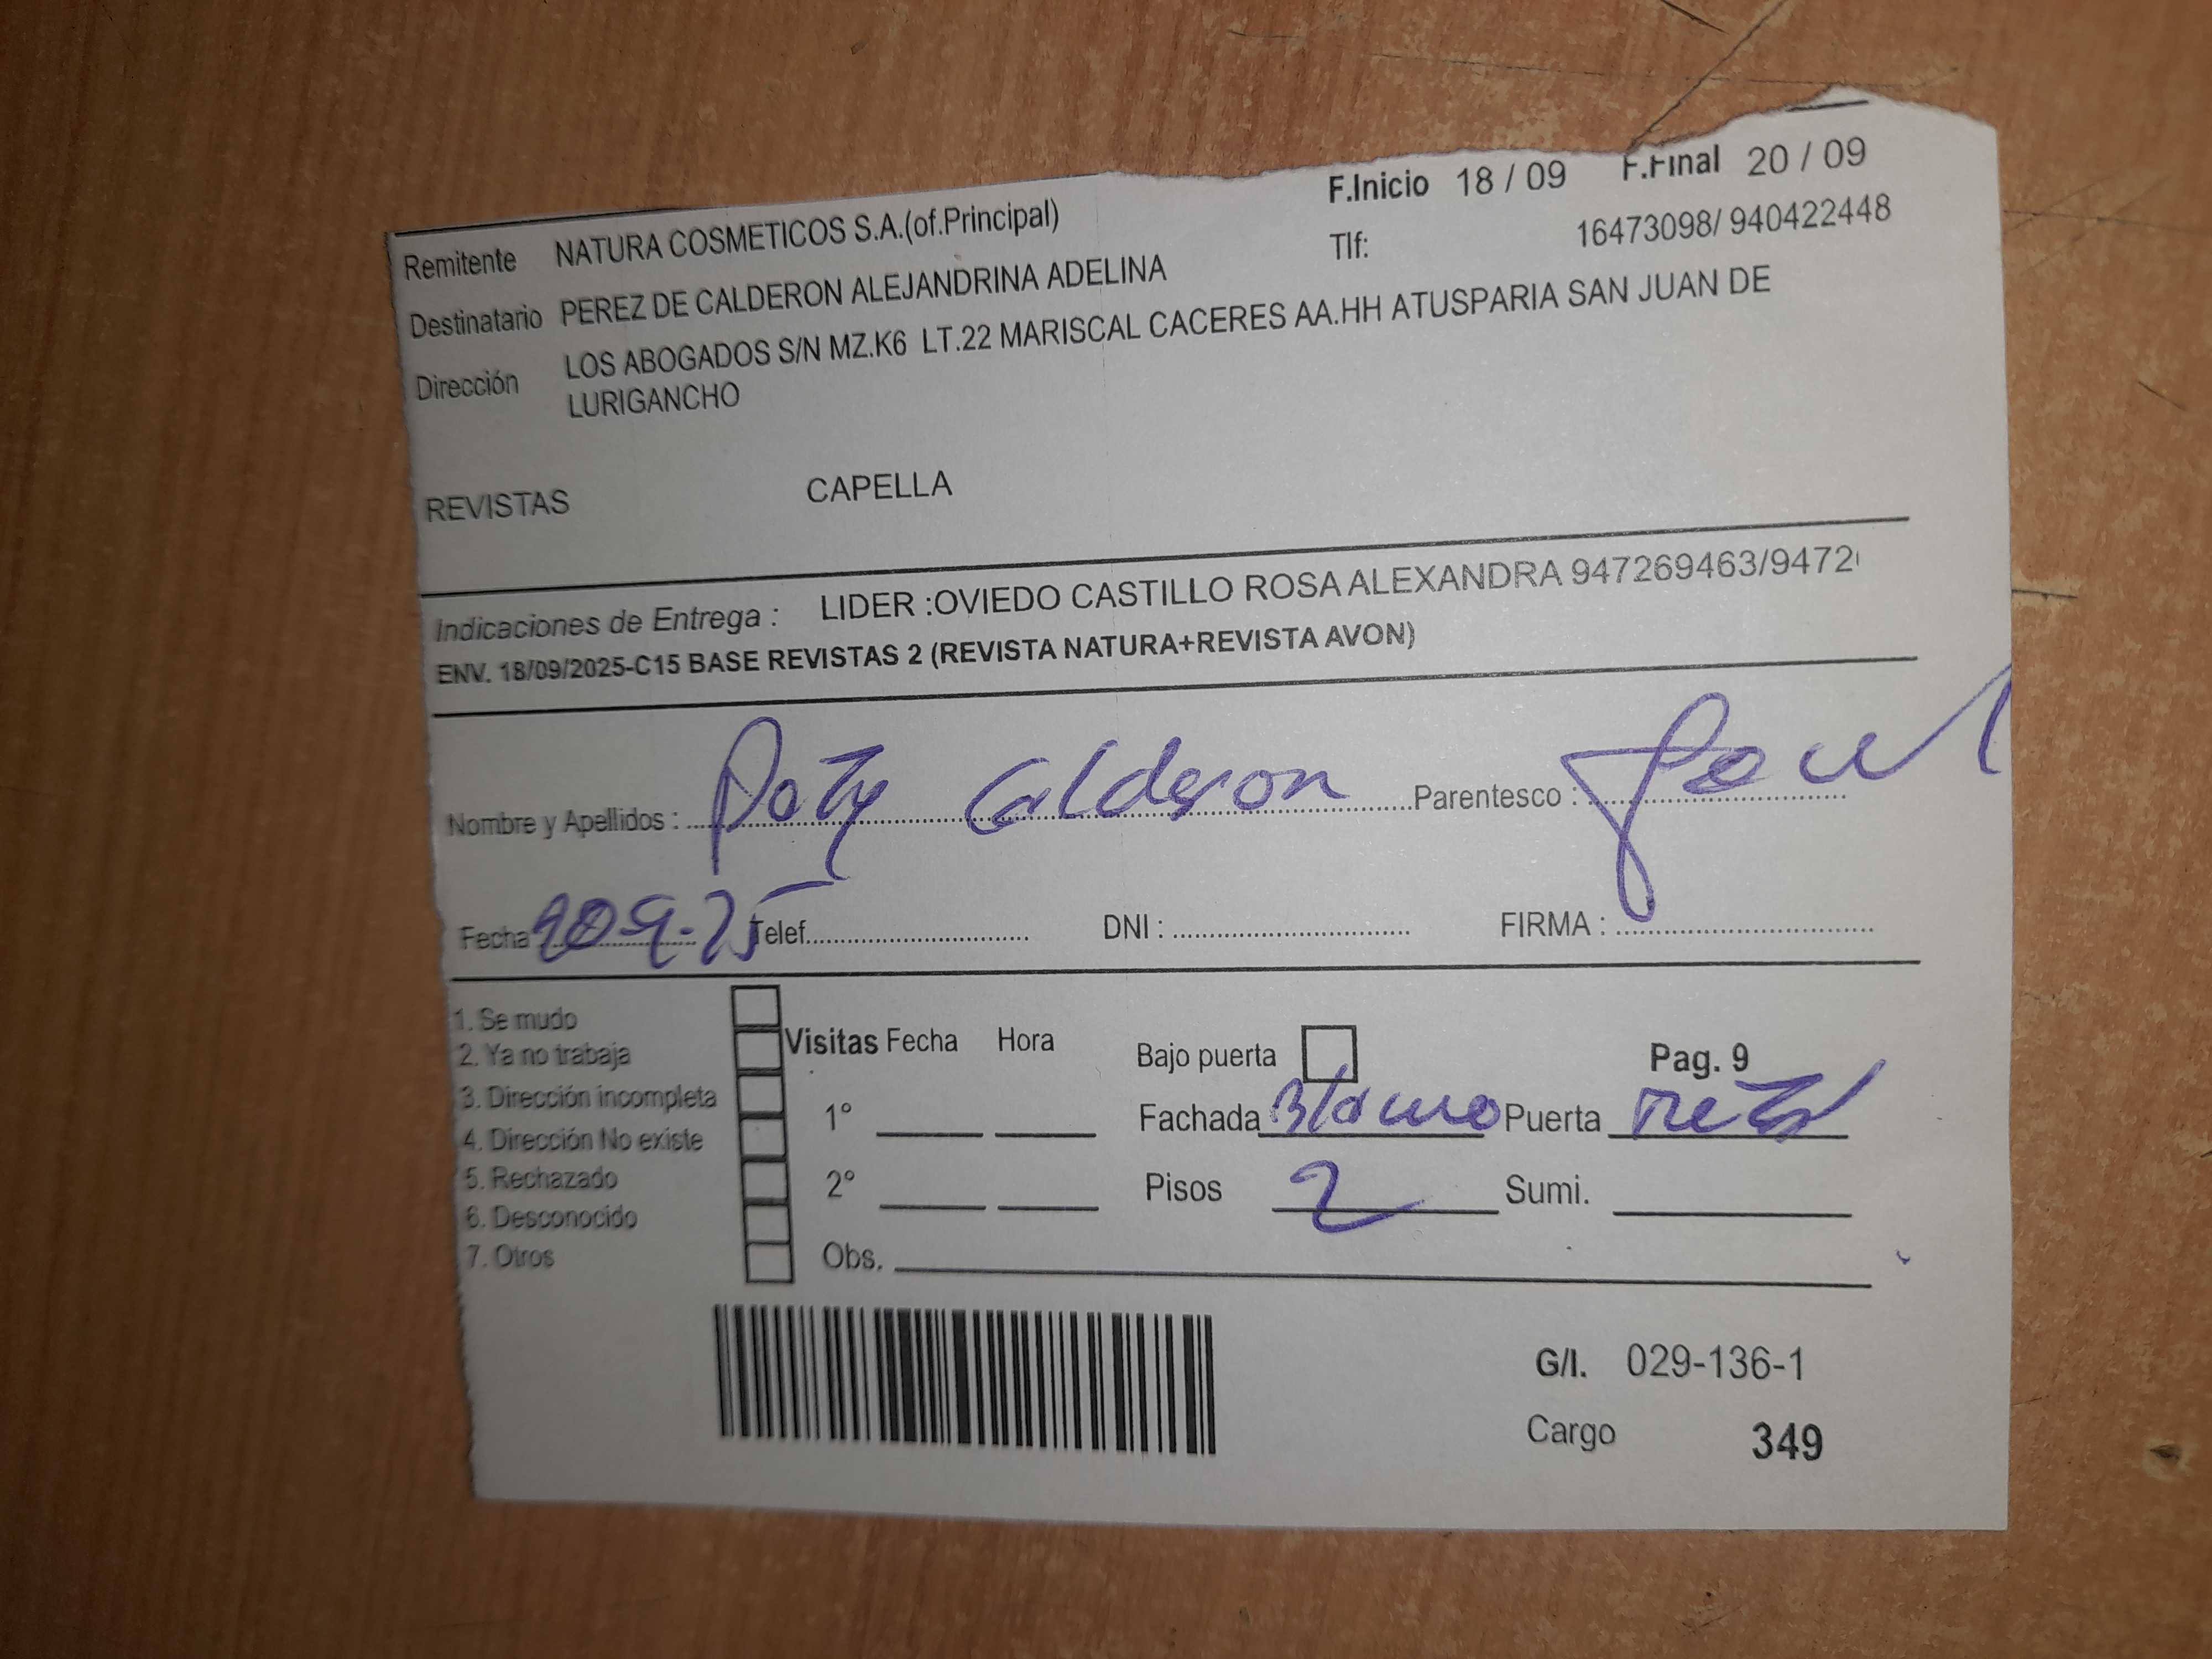 F.Inicio 18 / 09 F.Final 20 / 09
Remitente NATURA COSMETICOS S.A.(of.Principal)
Tlf: 16473098/ 940422448
Destinatario PEREZ DE CALDERON ALEJANDRINA ADELINA
Dirección LOS ABOGADOS S/N MZ.K6 LT.22 MARISCAL CACERES AA.HH ATUSPARIA SAN JUAN DE
LURIGANCHO
REVISTAS CAPELLA
Indicaciones de Entrega : LIDER :OVIEDO CASTILLO ROSA ALEXANDRA 947269463/9472
ENV. 18/09/2025-C15 BASE REVISTAS 2 (REVISTA NATURA+REVISTA AVON)
Nombre y Apellidos : Paty Calderon Parentesco :
Fecha Telef. DNI : FIRMA :
1. Se mudo
2. Ya no trabaja
3. Dirección incompleta
4. Dirección No existe
5. Rechazado
6. Desconocido
7. Otros
Visitas Fecha Hora
1°
2°
Obs.
Bajo puerta Pag. 9
Fachada Blanco Puerta
Pisos 2 Sumi.
G/I. 029-136-1
Cargo 349